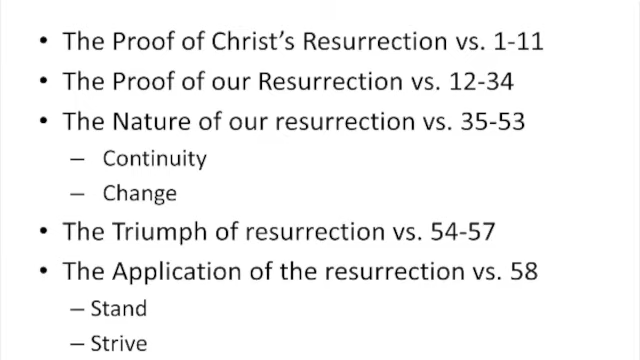 • The Proof of Christ's Resurrection vs. 1-11
• The Proof of our Resurrection vs. 12-34
• The Nature of our resurrection vs. 35-53
– Continuity
– Change
• The Triumph of resurrection vs. 54-57
• The Application of the resurrection vs. 58
– Stand
– Strive